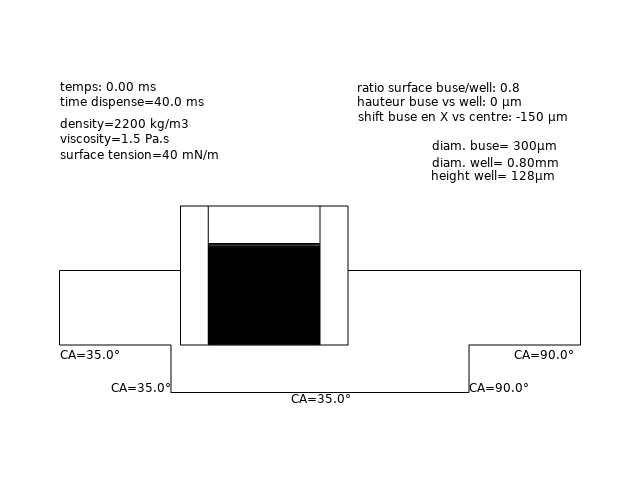 temps: 0.00 ms
time dispense=40.0 ms
density=2200 kg/m3
viscosity=1.5 Pa.s
surface tension=40 mN/m
ratio surface buse/well: 0.8
hauteur buse vs well: 0 µm
shift buse en X vs centre: -150 µm
diam. buse= 300µm
diam. well= 0.80mm
height well= 128µm
CA=35.0°
CA=90.0°
CA=35.0°
CA=90.0°
CA=35.0°